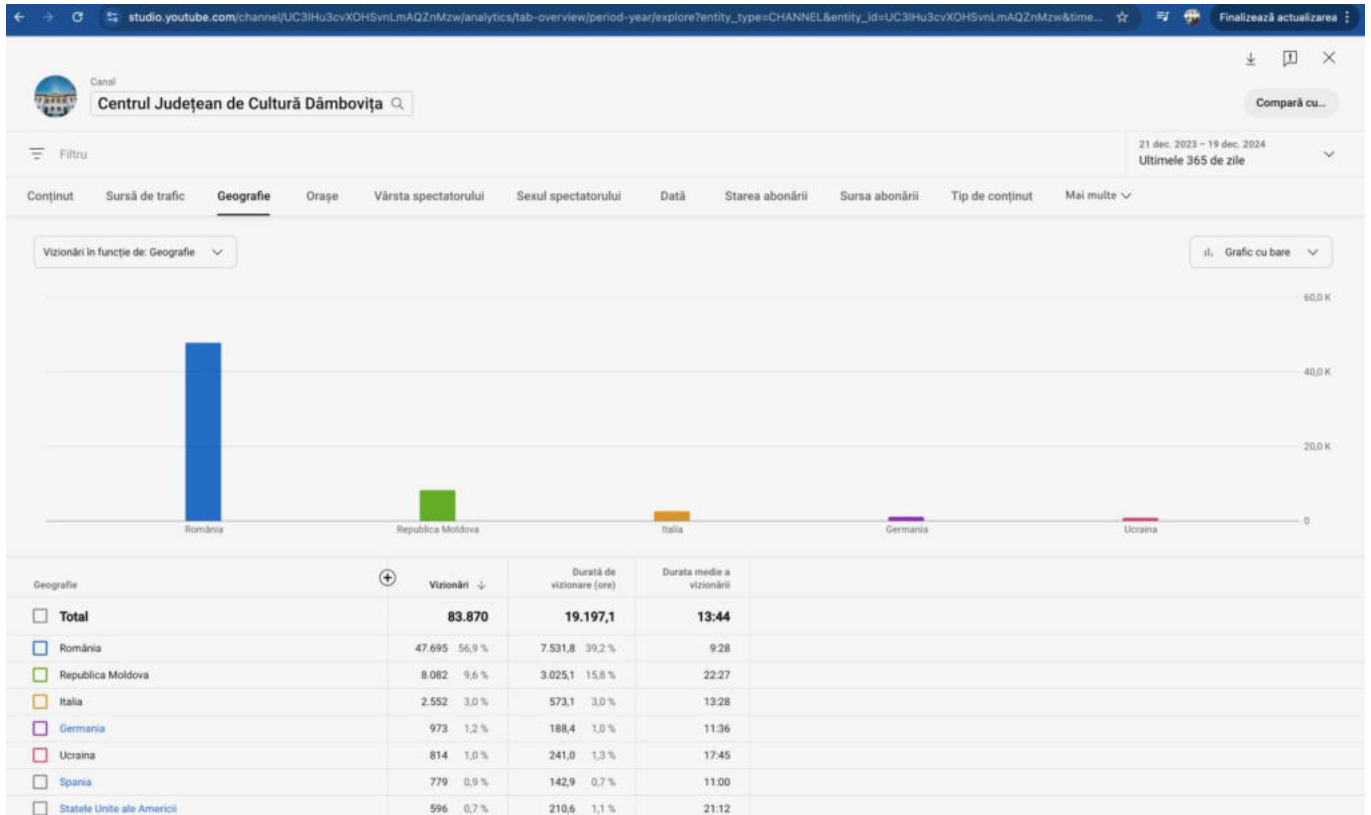 studio.youtube.com/channel/UC3lHu3cvXOHSvnLmAQZnMzw/analytics/tab-overview/period-year/explore?entity_type=CHANNEL&entity_id=UC3lHu3cvXOHSvnLmAQZnMzw&time... Finalizează actualizarea
Canal
Centrul Județean de Cultură Dâmbovița
Compară cu...
Filtru
21 dec. 2023 – 19 dec. 2024
Ultimele 365 de zile
Conținut Sursă de trafic Geografie Orașe Vârsta spectatorului Sexul spectatorului Dată Starea abonării Sursa abonării Tip de conținut Mai multe
Vizionări în funcție de: Geografie Grafic cu bare
60,0 K
40,0 K
20,0 K
0
România Republica Moldova Italia Germania Ucraina
Geografie Vizionări Durată de vizionare (ore) Durata medie a vizionării
Total 83.870 19.197,1 13:44
România 47.695 56,9 % 7.531,8 39,2 % 9:28
Republica Moldova 8.082 9,6 % 3.025,1 15,8 % 22:27
Italia 2.552 3,0 % 573,1 3,0 % 13:28
Germania 973 1,2 % 188,4 1,0 % 11:36
Ucraina 814 1,0 % 241,0 1,3 % 17:45
Spania 779 0,9 % 142,9 0,7 % 11:00
Statele Unite ale Americii 596 0,7 % 210,6 1,1 % 21:12